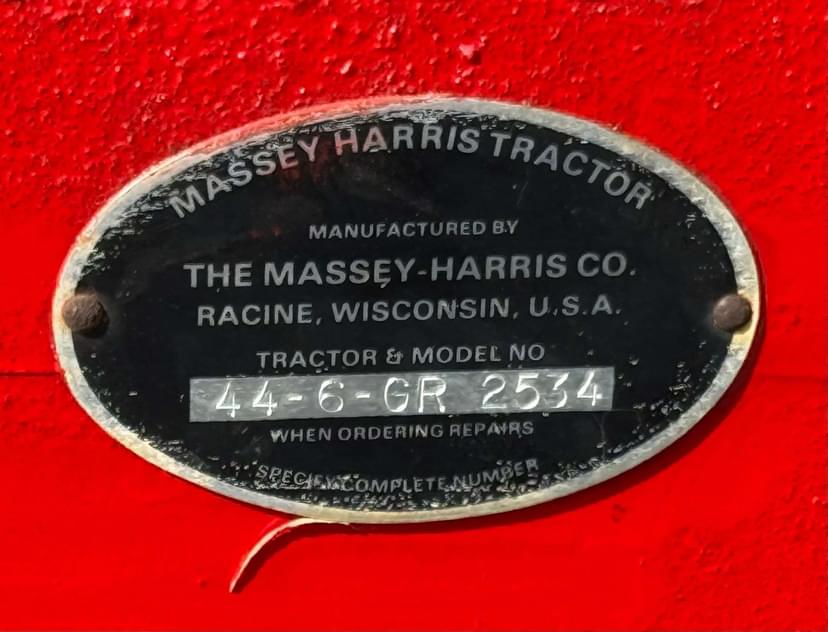 MASSEY HARRIS TRACTOR
MANUFACTURED BY
THE MASSEY-HARRIS CO.
RACINE, WISCONSIN, U.S.A.
TRACTOR & MODEL NO
44-6-GR 2534
WHEN ORDERING REPAIRS
SPECIFY COMPLETE NUMBER